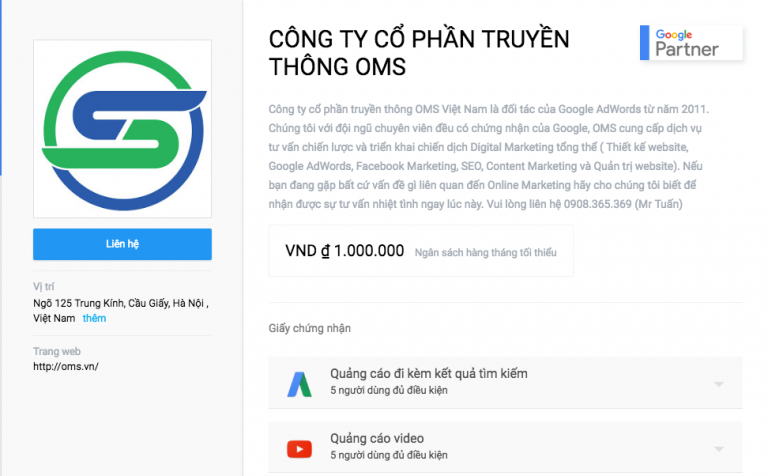 CÔNG TY CỔ PHẦN TRUYỀN
THÔNG OMS
Google
Partner
Công ty cổ phần truyền thông OMS Việt Nam là đối tác của Google AdWords từ năm 2011.
Chúng tôi với đội ngũ chuyên viên đều có chứng nhận của Google, OMS cung cấp dịch vụ
tư vấn chiến lược và triển khai chiến dịch Digital Marketing tổng thể ( Thiết kế website,
Google AdWords, Facebook Marketing, SEO, Content Marketing và Quản trị website). Nếu
bạn đang gặp bất cứ vấn đề gì liên quan đến Online Marketing hãy cho chúng tôi biết để
nhận được sự tư vấn nhiệt tình ngay lúc này. Vui lòng liên hệ 0908.365.369 (Mr Tuấn)
VND ₫ 1.000.000 Ngân sách hàng tháng tối thiểu
Liên hệ
Vị trí
Ngõ 125 Trung Kính, Cầu Giấy, Hà Nội ,
Việt Nam thêm
Trang web
http://oms.vn/
Giấy chứng nhận
Quảng cáo đi kèm kết quả tìm kiếm
5 người dùng đủ điều kiện
Quảng cáo video
5 người dùng đủ điều kiện